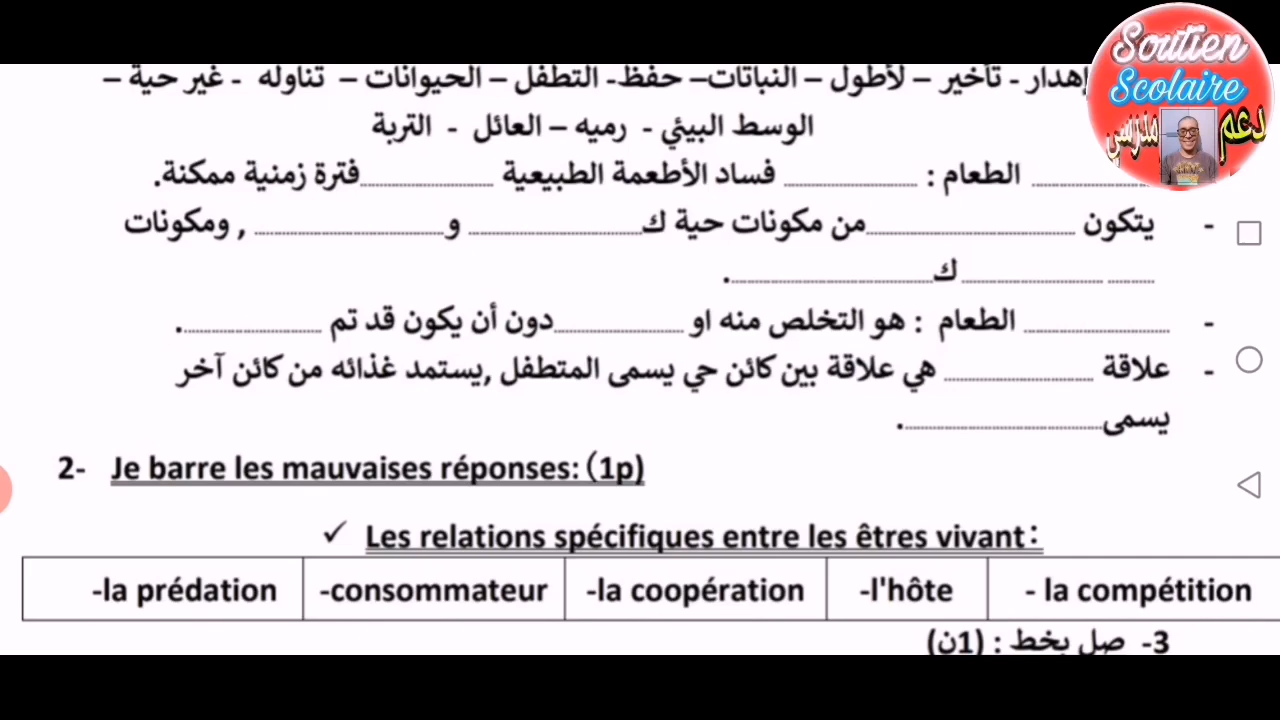 Soutien
Scolaire
دعم مدرسي
إهدار - تأخير – لأطول – النباتات– حفظ- التطفل – الحيوانات – تناوله - غير حية –
الوسط البيئي - رميه – العائل - التربة
الطعام : فساد الأطعمة الطبيعية فترة زمنية ممكنة.
- يتكون من مكونات حية ك و , ومكونات
ك .
- الطعام : هو التخلص منه او دون أن يكون قد تم .
- علاقة هي علاقة بين كائن حي يسمى المتطفل ,يستمد غذائه من كائن آخر
يسمى .
2- Je barre les mauvaises réponses: (1p)
✓ Les relations spécifiques entre les êtres vivant:
-la prédation -consommateur -la coopération -l'hôte - la compétition
3- صل بخط : (1ن)